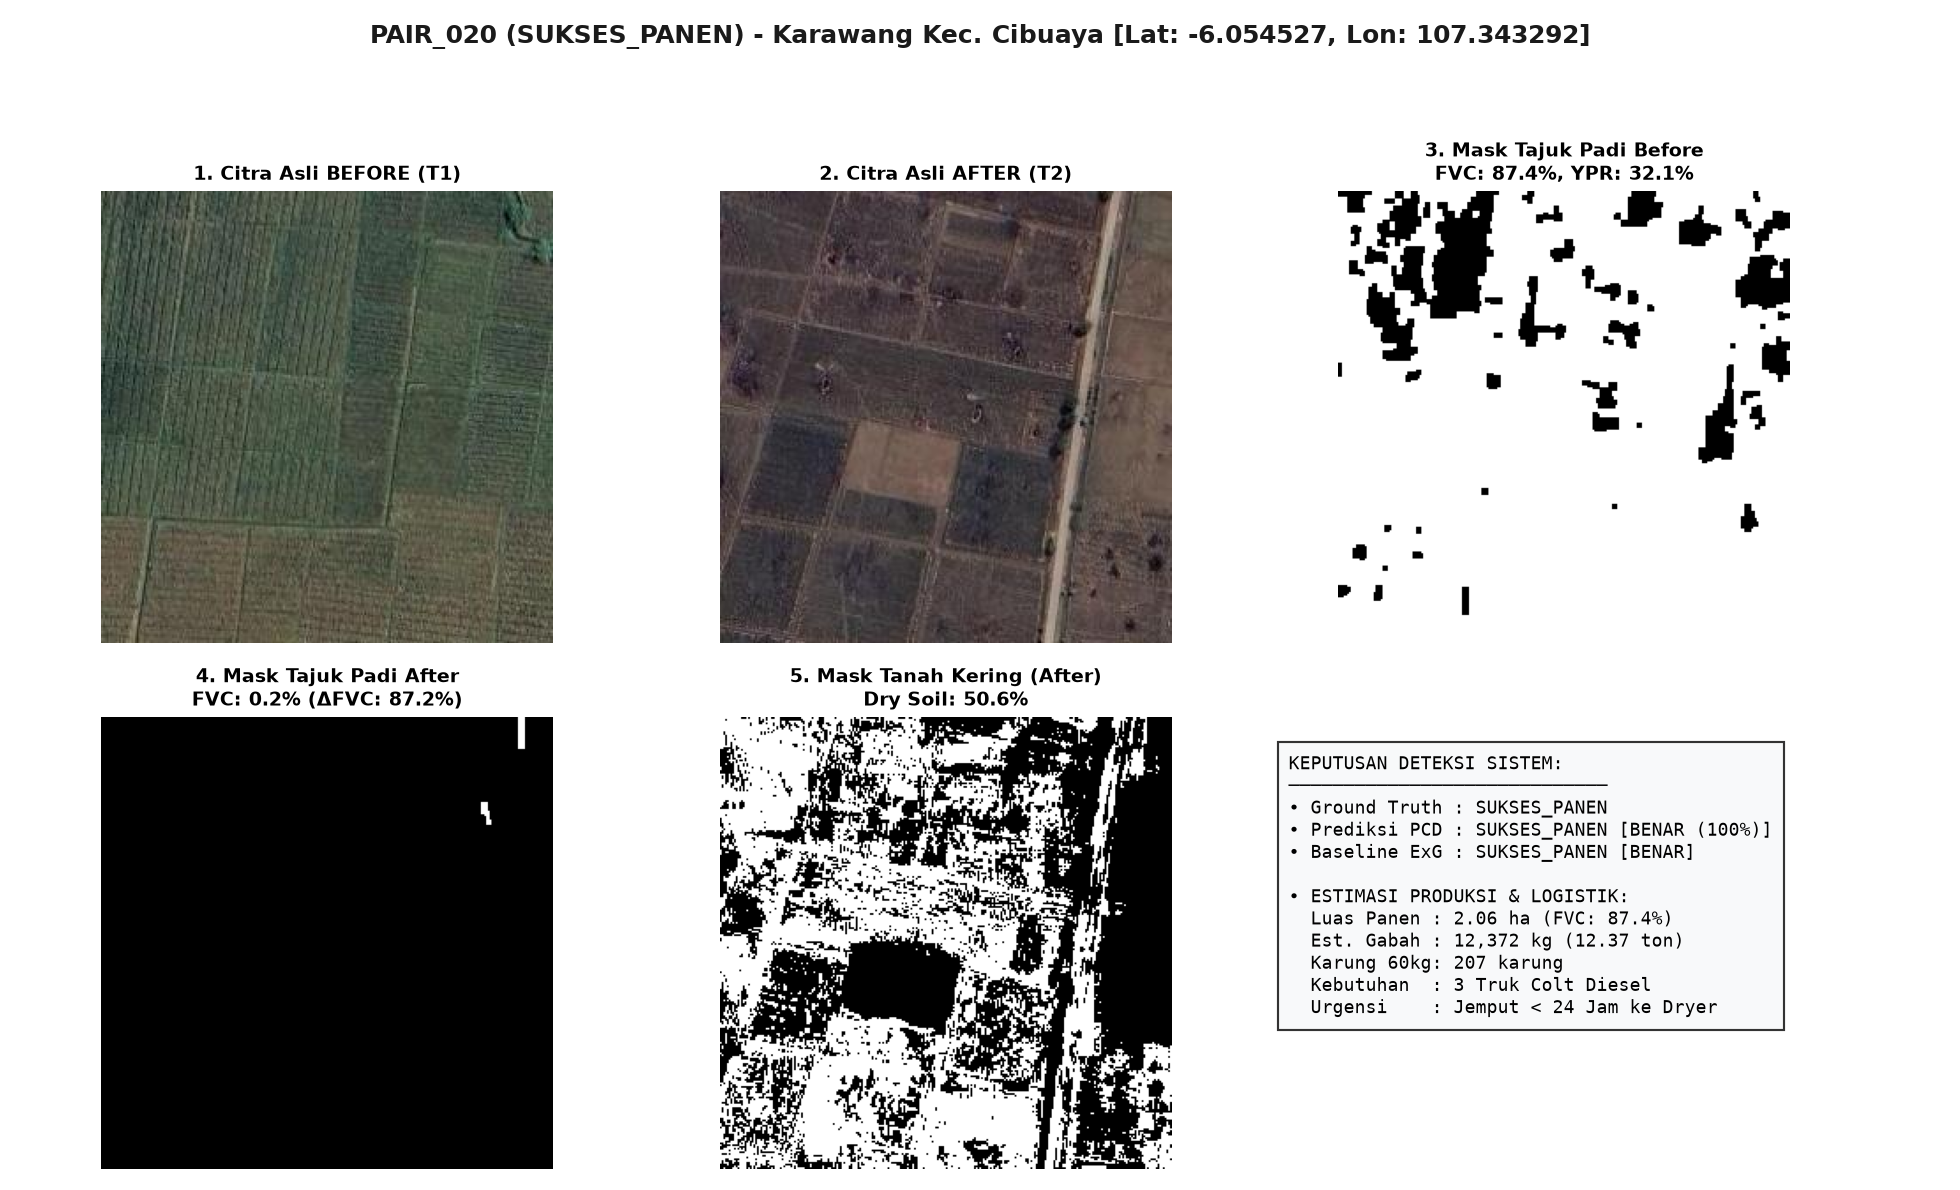 PAIR_020 (SUKSES_PANEN) - Karawang Kec. Cibuaya [Lat: -6.054527, Lon: 107.343292]
1. Citra Asli BEFORE (T1)
2. Citra Asli AFTER (T2)
3. Mask Tajuk Padi Before
FVC: 87.4%, YPR: 32.1%
4. Mask Tajuk Padi After
FVC: 0.2% (ΔFVC: 87.2%)
5. Mask Tanah Kering (After)
Dry Soil: 50.6%
KEPUTUSAN DETEKSI SISTEM:
• Ground Truth : SUKSES_PANEN
• Prediksi PCD : SUKSES_PANEN [BENAR (100%)]
• Baseline ExG : SUKSES_PANEN [BENAR]
• ESTIMASI PRODUKSI & LOGISTIK:
Luas Panen : 2.06 ha (FVC: 87.4%)
Est. Gabah : 12,372 kg (12.37 ton)
Karung 60kg: 207 karung
Kebutuhan  : 3 Truk Colt Diesel
Urgensi    : Jemput < 24 Jam ke Dryer